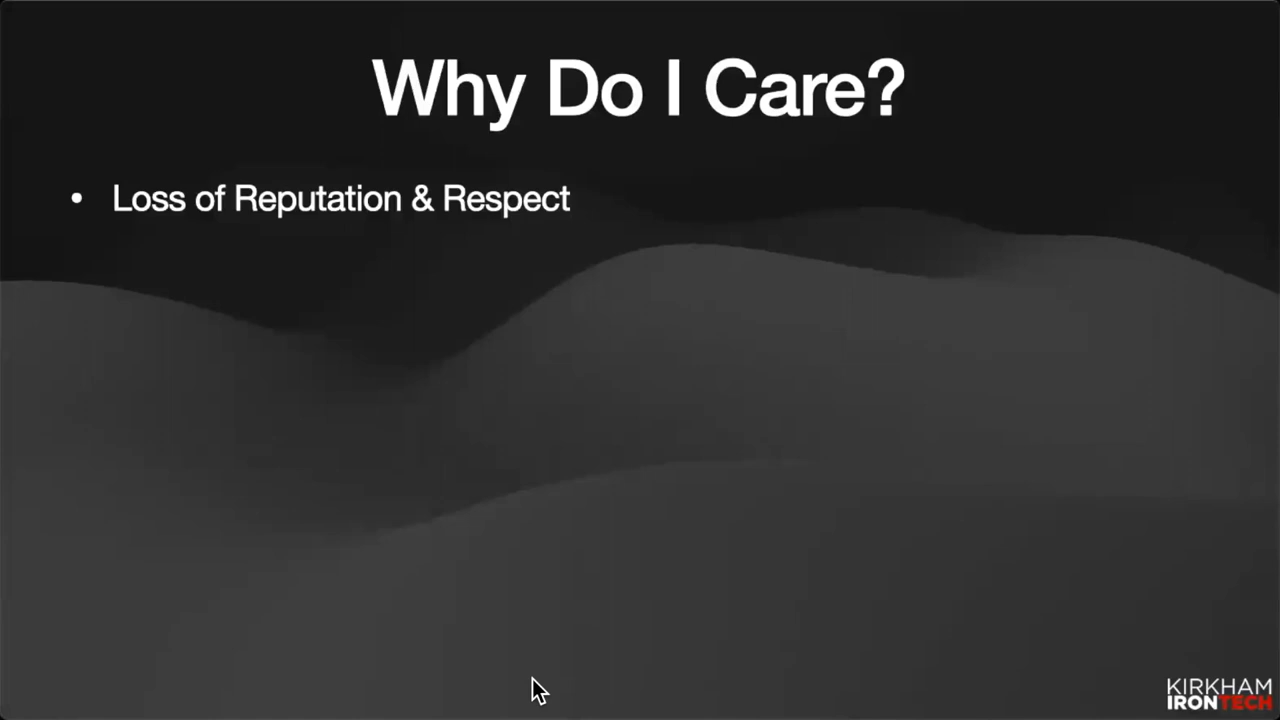 Why Do I Care?
• Loss of Reputation & Respect
KIRKHAM
IRONTECH